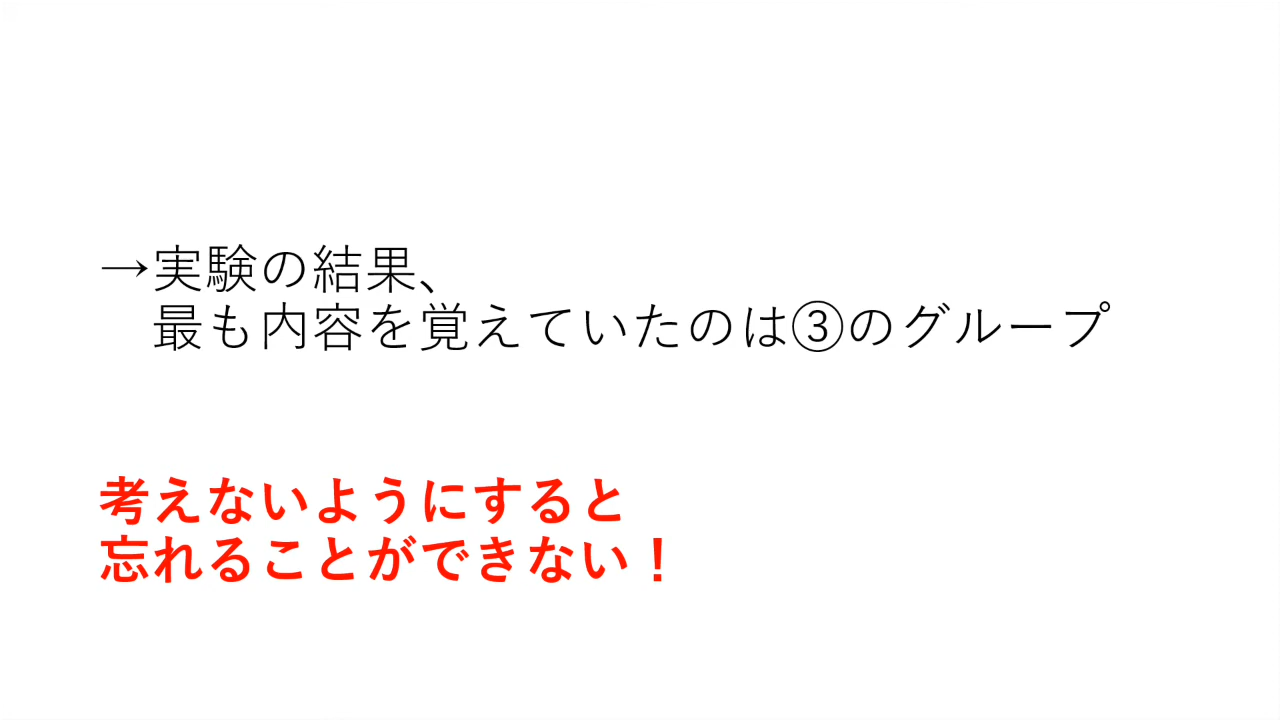 →実験の結果、
最も内容を覚えていたのは③のグループ
考えないようにすると
忘れることができない！